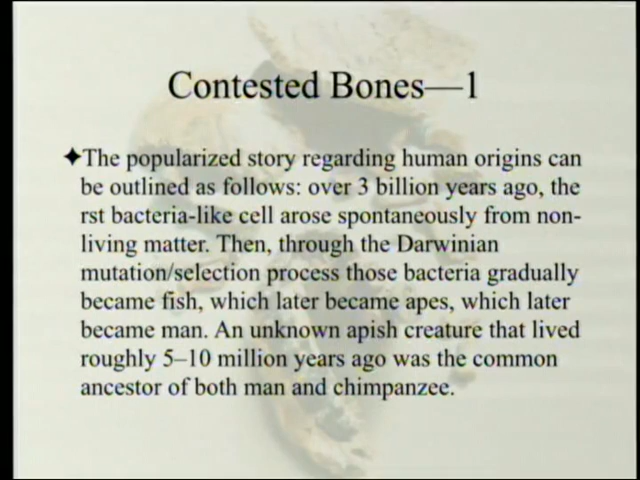 Contested Bones—1
✦The popularized story regarding human origins can
be outlined as follows: over 3 billion years ago, the
rst bacteria-like cell arose spontaneously from non-
living matter. Then, through the Darwinian
mutation/selection process those bacteria gradually
became fish, which later became apes, which later
became man. An unknown apish creature that lived
roughly 5–10 million years ago was the common
ancestor of both man and chimpanzee.